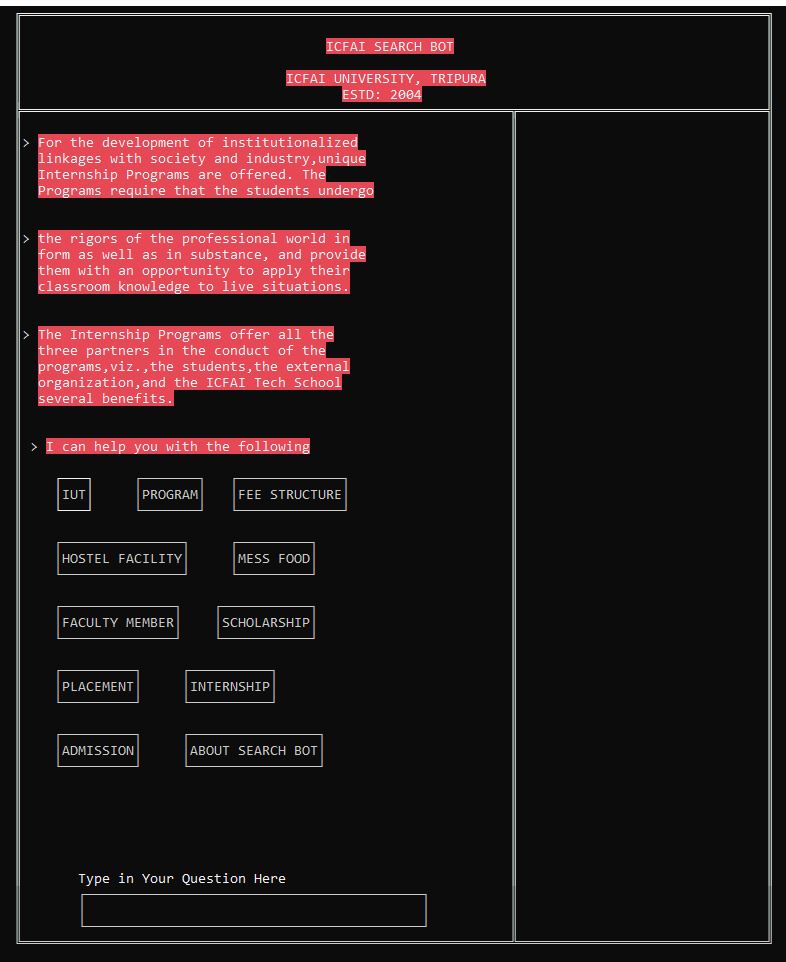 ICFAI SEARCH BOT
ICFAI UNIVERSITY, TRIPURA
ESTD: 2004
> For the development of institutionalized
linkages with society and industry,unique
Internship Programs are offered. The
Programs require that the students undergo
> the rigors of the professional world in
form as well as in substance, and provide
them with an opportunity to apply their
classroom knowledge to live situations.
> The Internship Programs offer all the
three partners in the conduct of the
programs,viz.,the students,the external
organization,and the ICFAI Tech School
several benefits.
> I can help you with the following
IUT PROGRAM FEE STRUCTURE
HOSTEL FACILITY MESS FOOD
FACULTY MEMBER SCHOLARSHIP
PLACEMENT INTERNSHIP
ADMISSION ABOUT SEARCH BOT
Type in Your Question Here